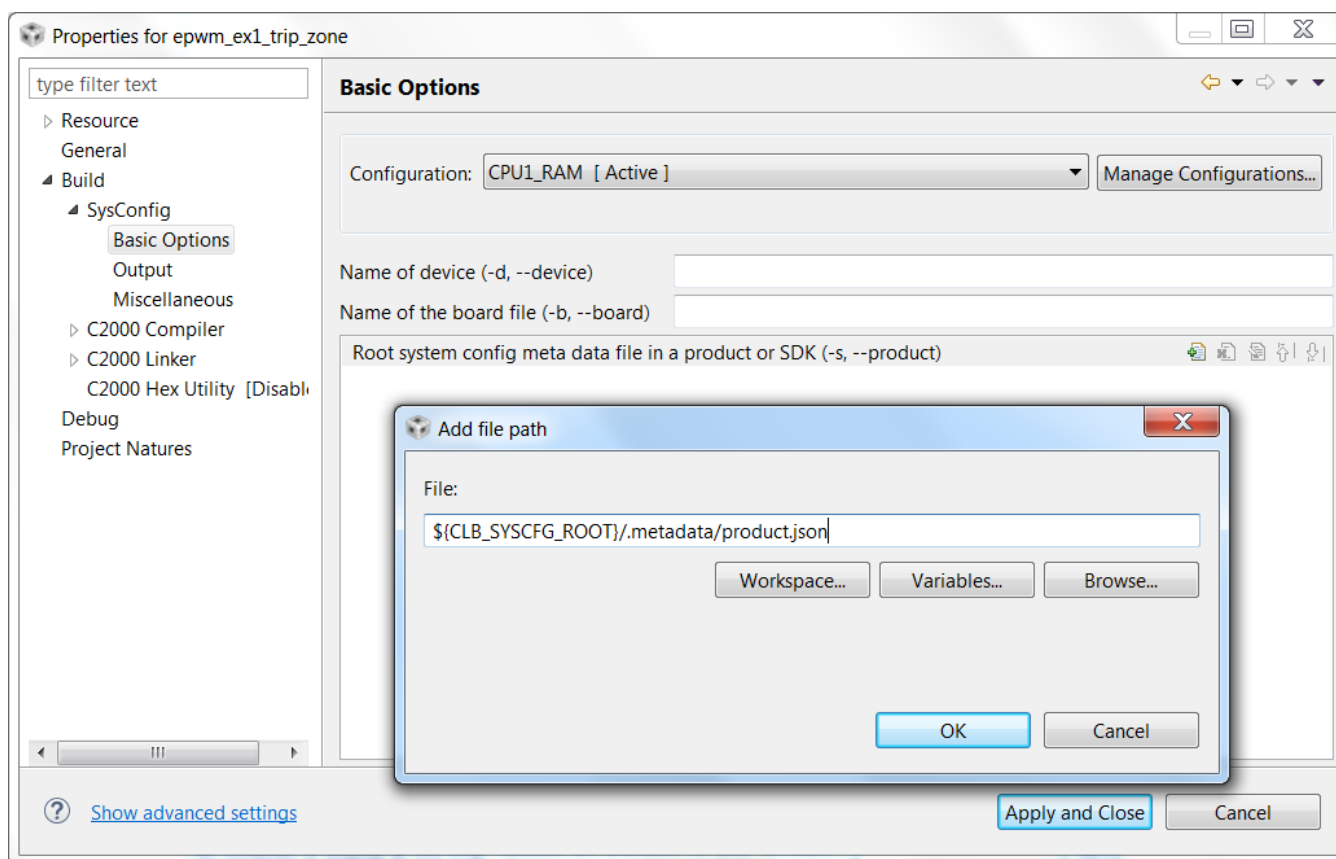 Properties for epwm_ex1_trip_zone
type filter text
Resource
General
Build
SysConfig
Basic Options
Output
Miscellaneous
C2000 Compiler
C2000 Linker
C2000 Hex Utility [Disable
Debug
Project Natures
Basic Options
Configuration: CPU1_RAM [ Active ] Manage Configurations...
Name of device (-d, --device)
Name of the board file (-b, --board)
Root system config meta data file in a product or SDK (-s, --product)
Add file path
File:
${CLB_SYSCFG_ROOT}/.metadata/product.json
Workspace... Variables... Browse...
OK Cancel
Show advanced settings
Apply and Close Cancel